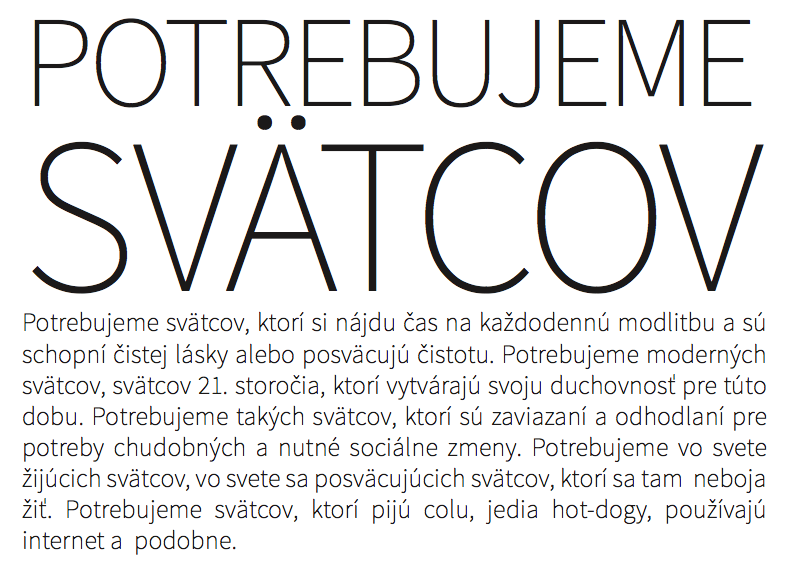 POTREBUJEME
SVÄTCOV
Potrebujeme svätcov, ktorí si nájdu čas na každodennú modlitbu a sú
schopní čistej lásky alebo posväcujú čistotu. Potrebujeme moderných
svätcov, svätcov 21. storočia, ktorí vytvárajú svoju duchovnosť pre túto
dobu. Potrebujeme takých svätcov, ktorí sú zaviazaní a odhodlaní pre
potreby chudobných a nutné sociálne zmeny. Potrebujeme vo svete
žijúcich svätcov, vo svete sa posväcujúcich svätcov, ktorí sa tam neboja
žiť. Potrebujeme svätcov, ktorí pijú colu, jedia hot-dogy, používajú
internet a podobne.